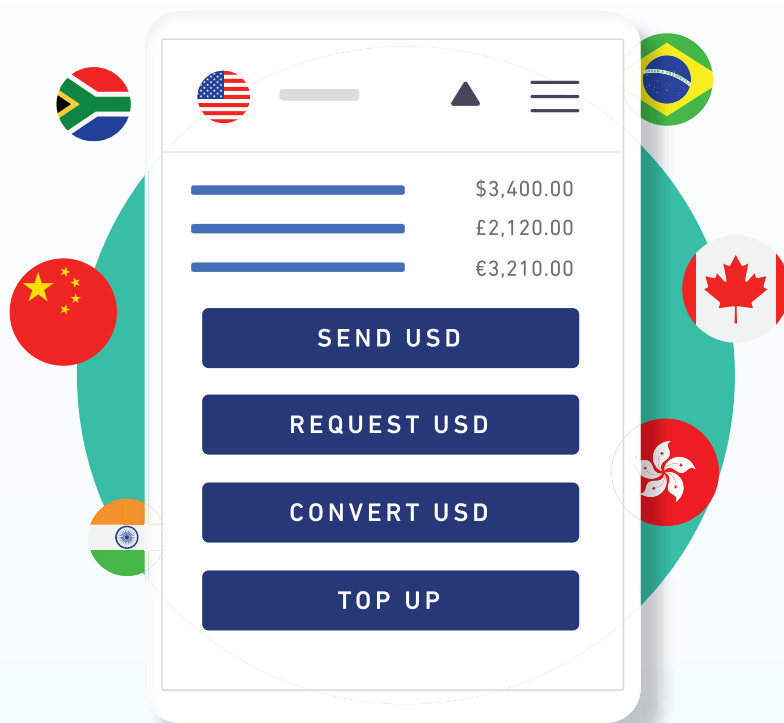 $3,400.00
£2,120.00
€3,210.00
SEND USD
REQUEST USD
CONVERT USD
TOP UP